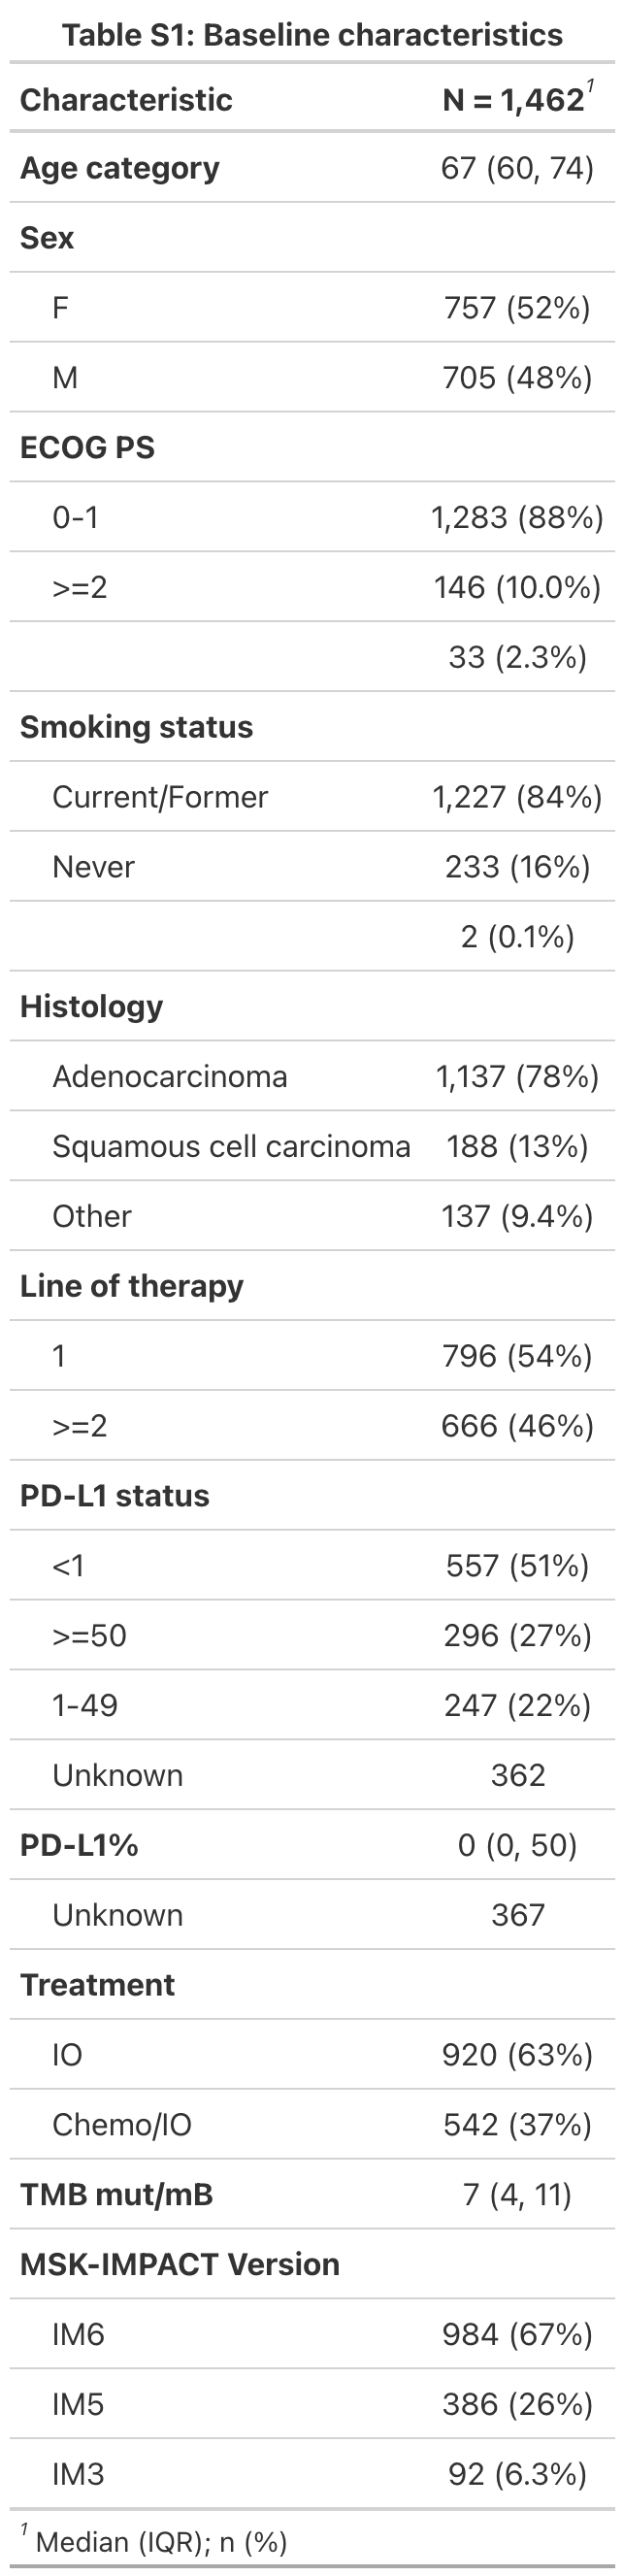 Table S1: Baseline characteristics
Characteristic N = 1,462¹
Age category 67 (60, 74)
Sex
F 757 (52%)
M 705 (48%)
ECOG PS
0-1 1,283 (88%)
>=2 146 (10.0%)
33 (2.3%)
Smoking status
Current/Former 1,227 (84%)
Never 233 (16%)
2 (0.1%)
Histology
Adenocarcinoma 1,137 (78%)
Squamous cell carcinoma 188 (13%)
Other 137 (9.4%)
Line of therapy
1 796 (54%)
>=2 666 (46%)
PD-L1 status
<1 557 (51%)
>=50 296 (27%)
1-49 247 (22%)
Unknown 362
PD-L1% 0 (0, 50)
Unknown 367
Treatment
IO 920 (63%)
Chemo/IO 542 (37%)
TMB mut/mB 7 (4, 11)
MSK-IMPACT Version
IM6 984 (67%)
IM5 386 (26%)
IM3 92 (6.3%)
¹ Median (IQR); n (%)